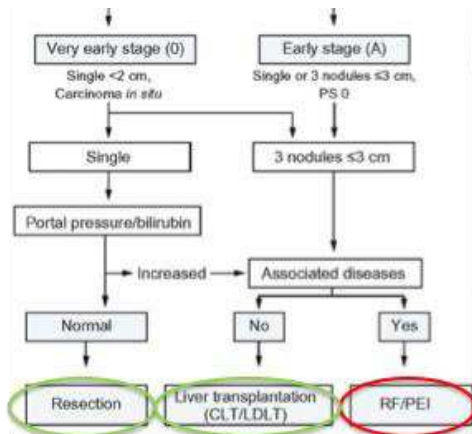 Very early stage (0)
Early stage (A)
Single <2 cm,
Carcinoma in situ
Single or 3 nodules ≤3 cm,
PS 0
Single
3 nodules ≤3 cm
Portal pressure/bilirubin
Increased
Associated diseases
Normal
No
Yes
Resection
Liver transplantation
(CLT/LDLT)
RF/PEI